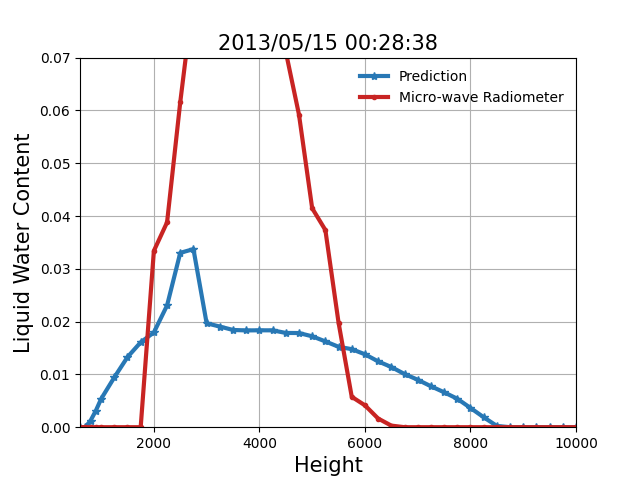 2013/05/15 00:28:38
Prediction
Micro-wave Radiometer
Liquid Water Content
0.07
0.06
0.05
0.04
0.03
0.02
0.01
0.00
2000 4000 6000 8000 10000
Height